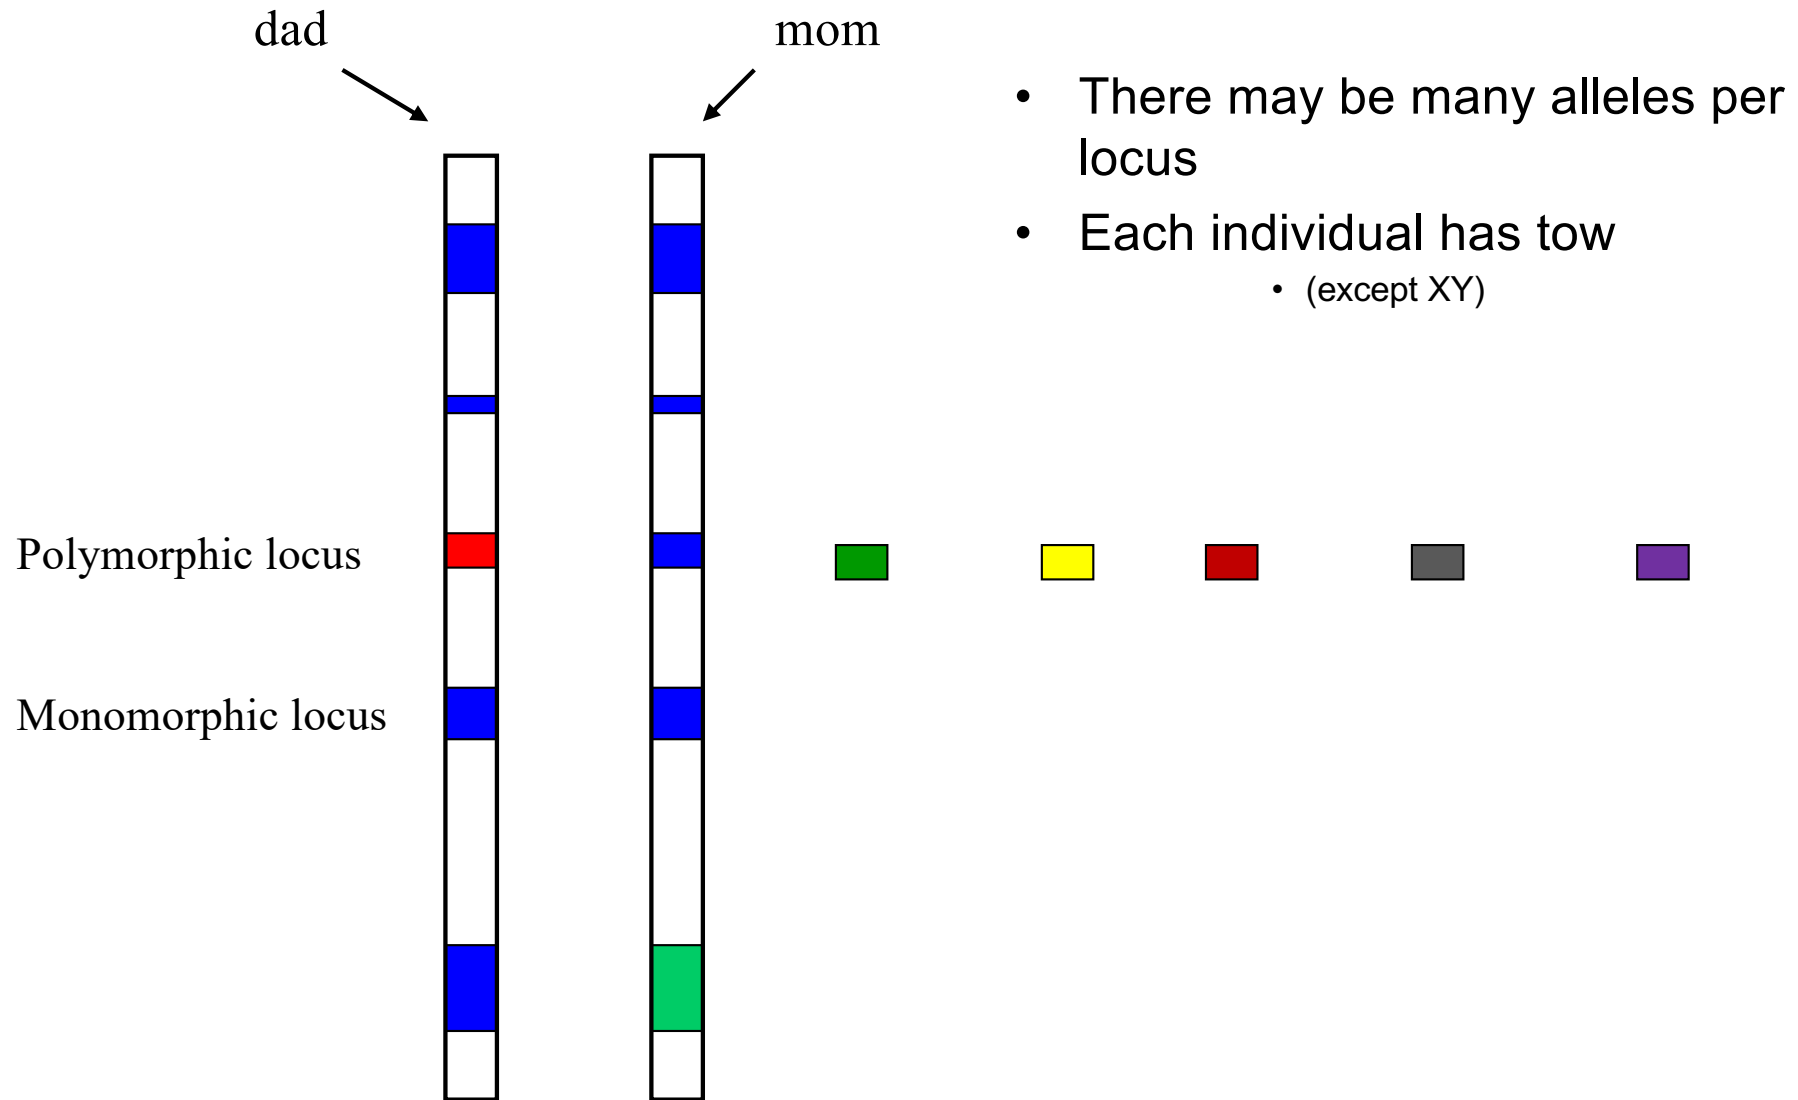 dad
mom
• There may be many alleles per
locus
• Each individual has tow
• (except XY)
Polymorphic locus
Monomorphic locus